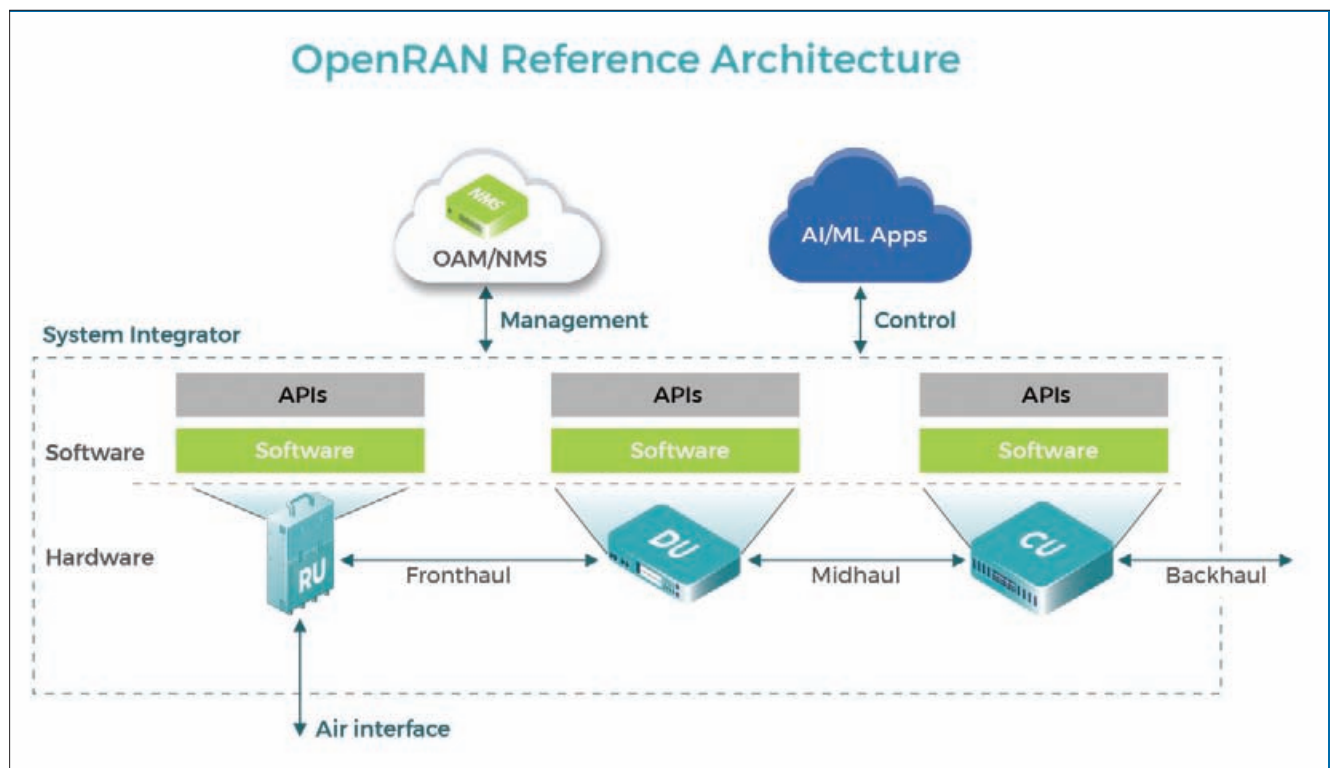 OpenRAN Reference Architecture
NMS
OAM/NMS
AI/ML Apps
Management
Control
System Integrator
APIs
APIs
APIs
Software
Software
Software
Software
Hardware
RU
DU
CU
Fronthaul
Midhaul
Backhaul
Air interface